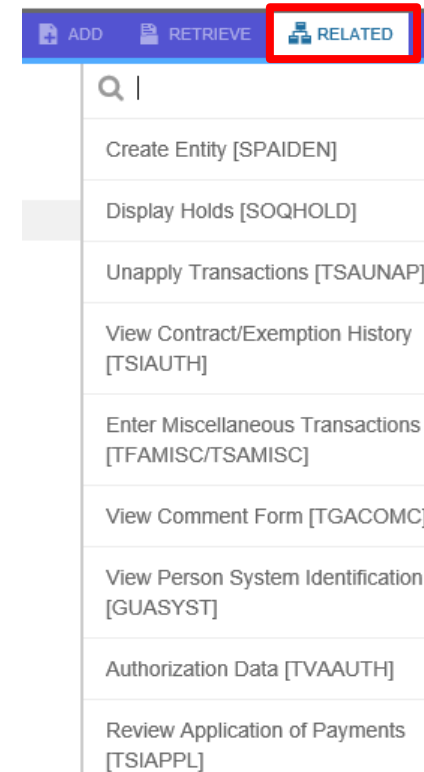 ADD RETRIEVE RELATED
Create Entity [SPAIDEN]
Display Holds [SOQHOLD]
Unapply Transactions [TSAUNAP]
View Contract/Exemption History
[TSIAUTH]
Enter Miscellaneous Transactions
[TFAMISC/TSAMISC]
View Comment Form [TGACOMC]
View Person System Identification
[GUASYST]
Authorization Data [TVAAUTH]
Review Application of Payments
[TSIAPPL]